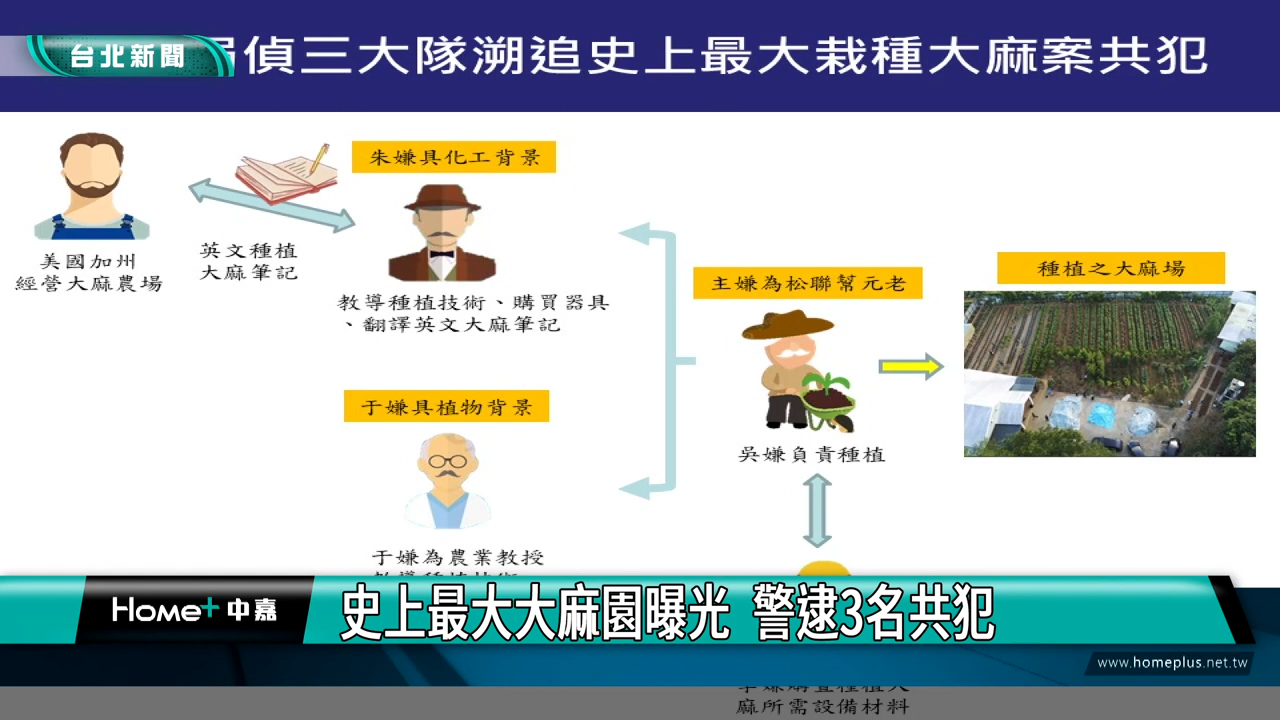 台北新聞
偵三大隊溯追史上最大栽種大麻案共犯
朱嫌具化工背景
英文種植
大麻筆記
美國加州
經營大麻農場
教導種植技術、購買器具
、翻譯英文大麻筆記
主嫌為松聯幫元老
種植之大麻場
于嫌具植物背景
吳嫌負責種植
于嫌為農業教授
史上最大大麻園曝光 警逮3名共犯
Home+ 中嘉
www.homeplus.net.tw
麻所需設備材料